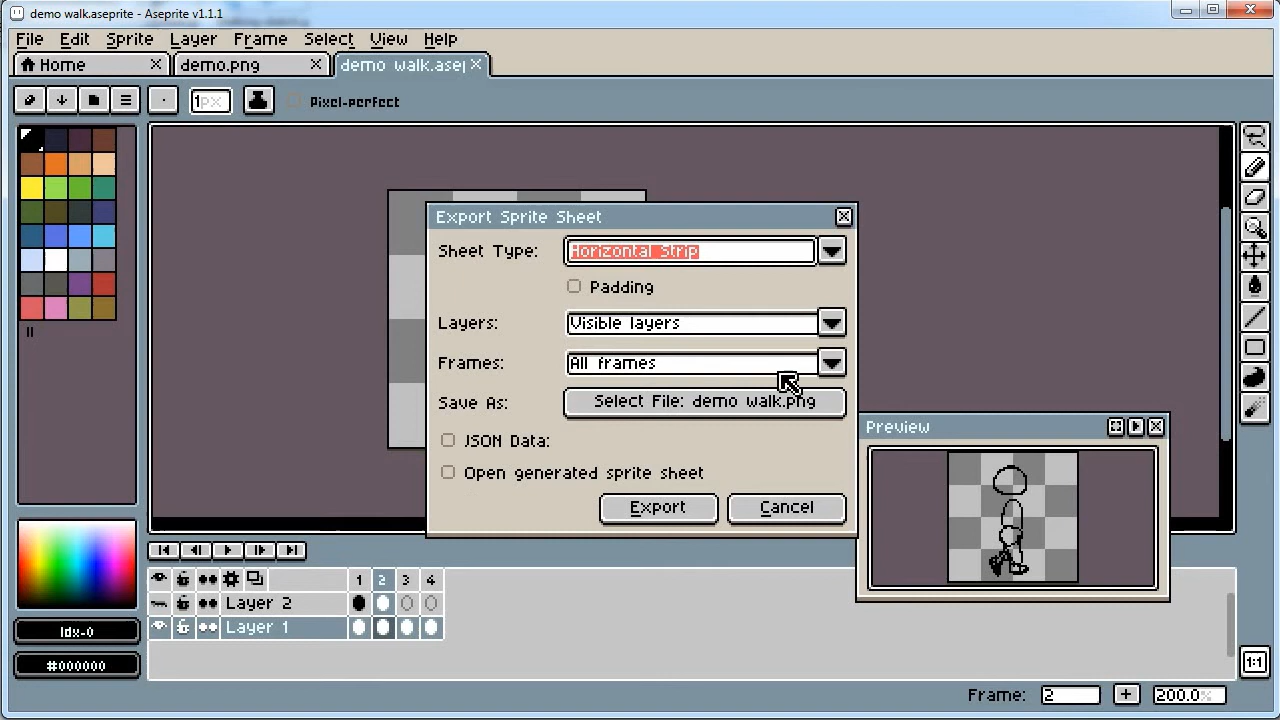 demo walk.aseprite - Aseprite v1.1.1
File Edit Sprite Layer Frame Select View Help
Home demo.png demo walk.asep
1px Pixel-perfect
Export Sprite Sheet
Sheet Type: Horizontal Strip
Padding
Layers: Visible layers
Frames: All frames
Save As: Select File: demo walk.png
JSON Data:
Open generated sprite sheet
Export Cancel
Preview
1 2 3 4
Layer 2
Layer 1
Idx-0
#000000
1:1
Frame: 2 + 200.0%